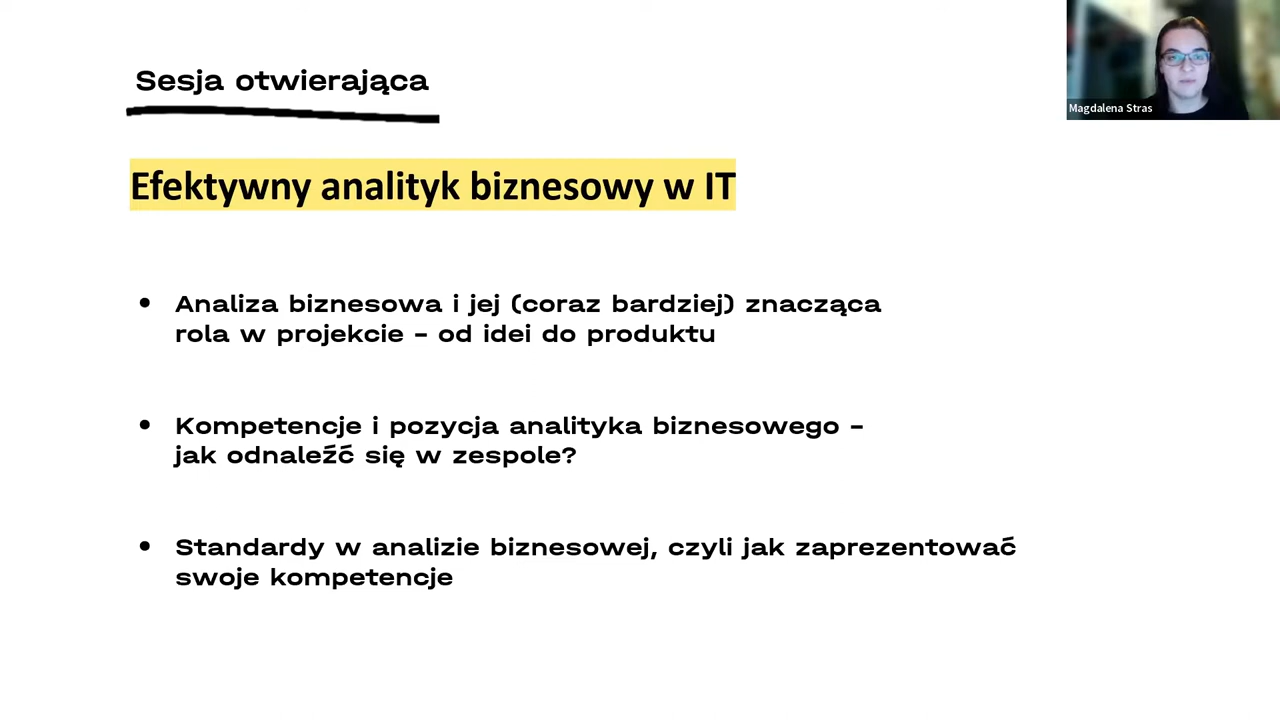 Sesja otwierająca
Magdalena Stras
Efektywny analityk biznesowy w IT
• Analiza biznesowa i jej (coraz bardziej) znacząca
rola w projekcie – od idei do produktu
• Kompetencje i pozycja analityka biznesowego –
jak odnaleźć się w zespole?
• Standardy w analizie biznesowej, czyli jak zaprezentować
swoje kompetencje